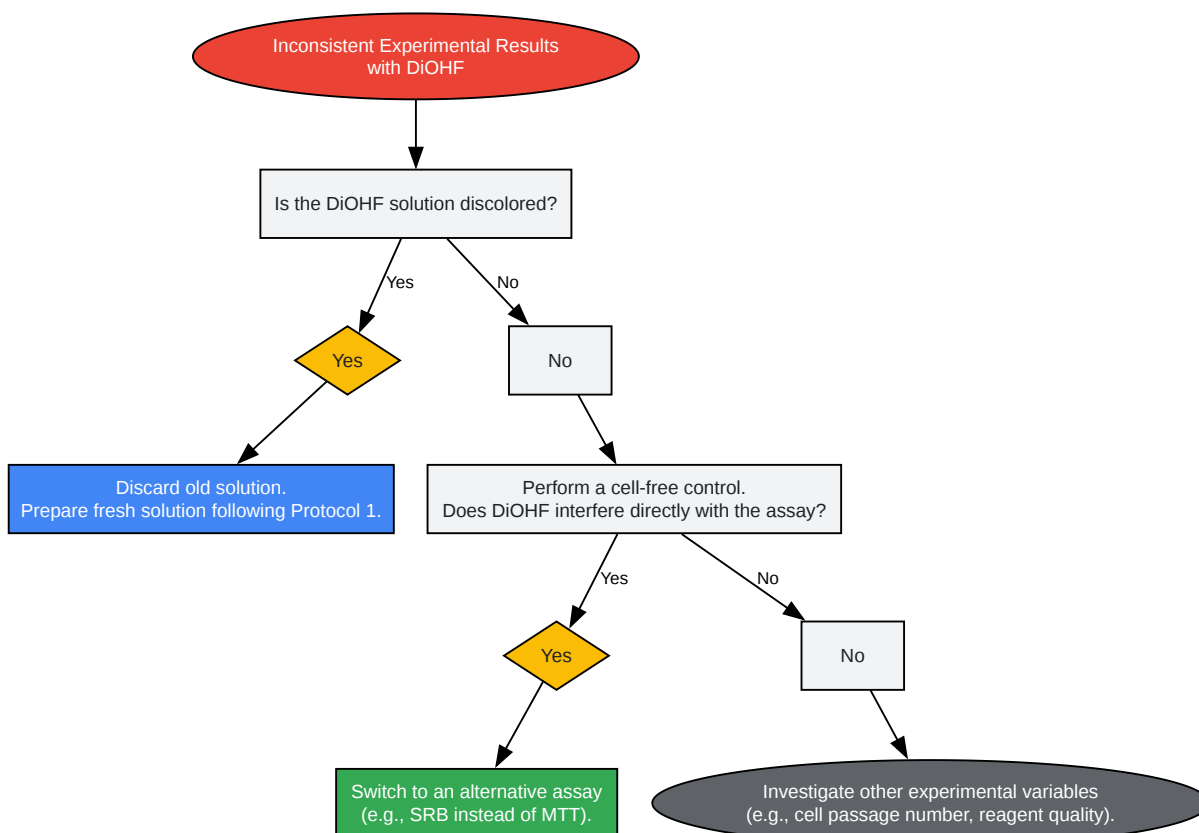 Inconsistent Experimental Results
with DiOHF
Is the DiOHF solution discolored?
Yes
No
Yes
No
Discard old solution.
Prepare fresh solution following Protocol 1.
Perform a cell-free control.
Does DiOHF interfere directly with the assay?
Yes
No
Yes
No
Switch to an alternative assay
(e.g., SRB instead of MTT).
Investigate other experimental variables
(e.g., cell passage number, reagent quality).